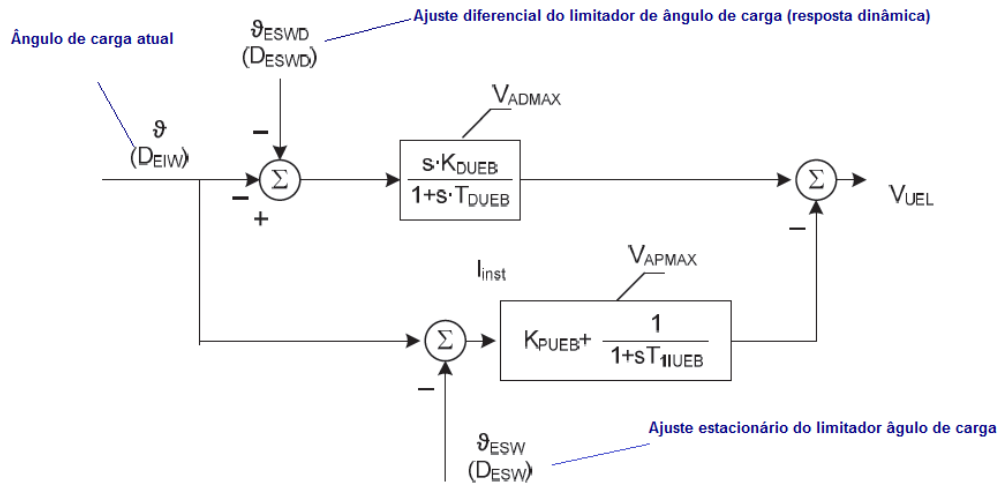 Ajuste diferencial do limitador de ângulo de carga (resposta dinâmica)
Ângulo de carga atual
ϑESWD
(DESWD)
VADMAX
ϑ
(DEIW)
−
Σ
− +
s·KDUEB
1+s·TDUEB
Σ
−
VUEL
Iinst
VAPMAX
Σ
−
KPUEB+ 1
1+sT1IUEB
Ajuste estacionário do limitador âgulo de carga
ϑESW
(DESW)